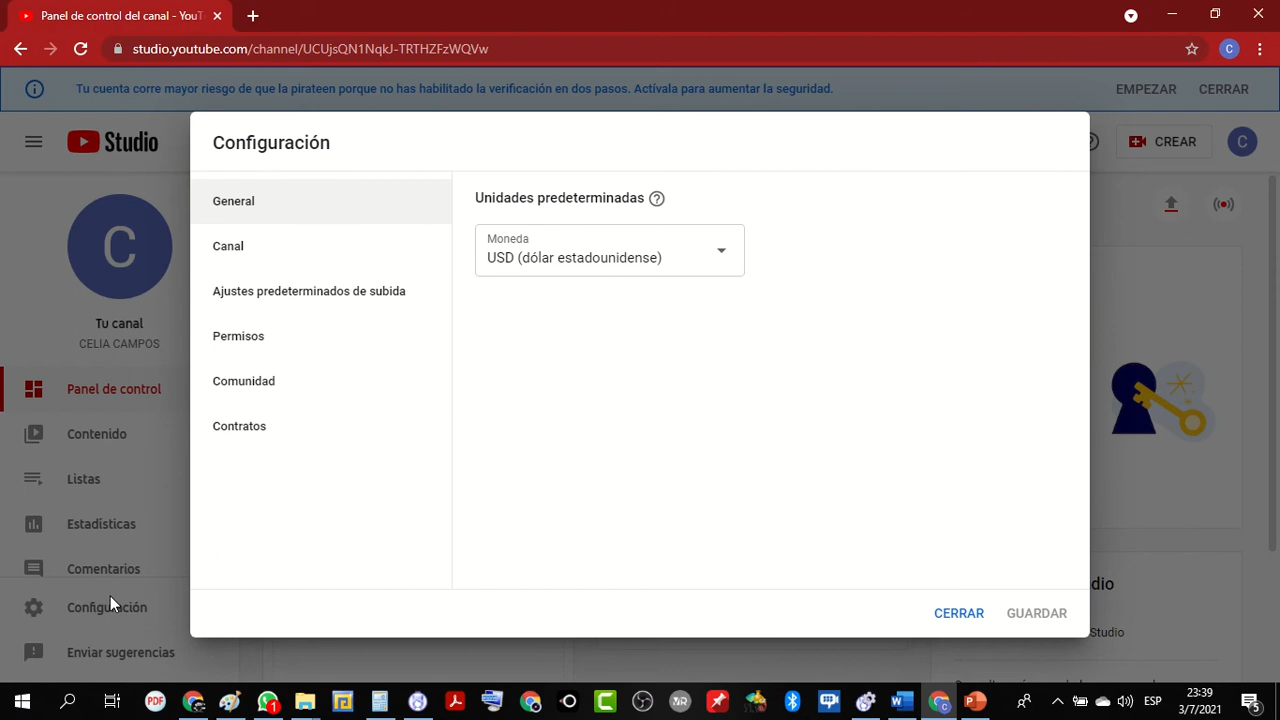 Panel de control del canal - YouT
studio.youtube.com/channel/UCUjsQN1NqkJ-TRTHZFzWQVw
C
Tu cuenta corre mayor riesgo de que la pirateen porque no has habilitado la verificación en dos pasos. Actívala para aumentar la seguridad.
EMPEZAR
CERRAR
Studio
CREAR
C
C
Tu canal
CELIA CAMPOS
Panel de control
Contenido
Listas
Estadísticas
Comentarios
Configuración
Enviar sugerencias
Configuración
General
Canal
Ajustes predeterminados de subida
Permisos
Comunidad
Contratos
Unidades predeterminadas
Moneda
USD (dólar estadounidense)
CERRAR
GUARDAR
Studio
PDF
1
ESP
23:39
3/7/2021
5